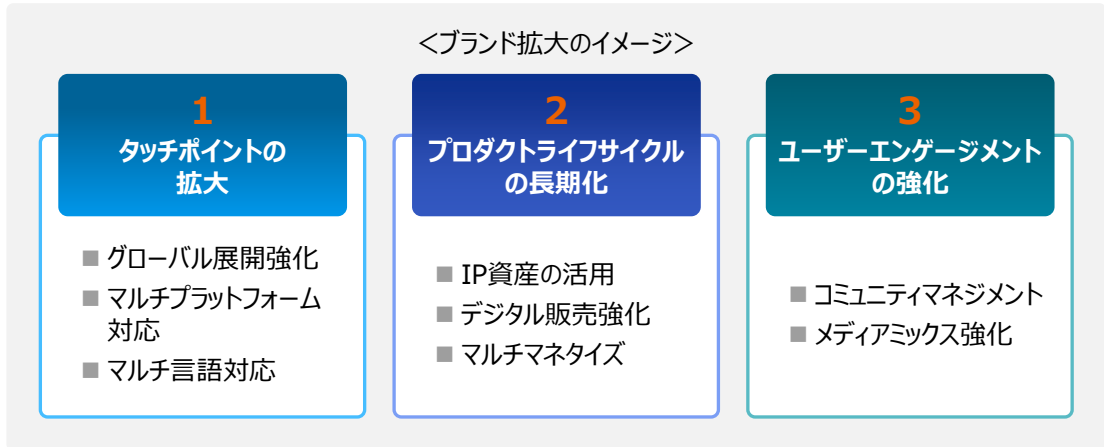 ＜ブランド拡大のイメージ＞
1
タッチポイントの
拡大
■ グローバル展開強化
■ マルチプラットフォーム
対応
■ マルチ言語対応
2
プロダクトライフサイクル
の長期化
■ IP資産の活用
■ デジタル販売強化
■ マルチマネタイズ
3
ユーザーエンゲージメント
の強化
■ コミュニティマネジメント
■ メディアミックス強化